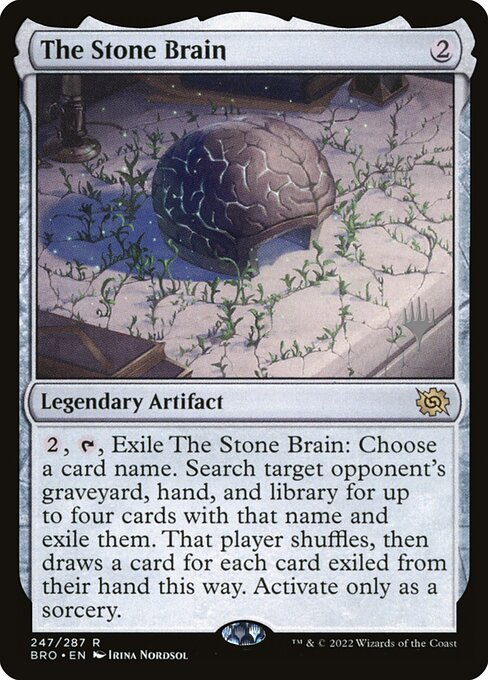 The Stone Brain 2
Legendary Artifact
2, , Exile The Stone Brain: Choose
a card name. Search target opponent's
graveyard, hand, and library for up
to four cards with that name and
exile them. That player shuffles, then
draws a card for each card exiled from
their hand this way. Activate only as a
sorcery.
247/287 R
BRO • EN Irina Nordsol
™ & © 2022 Wizards of the Coast